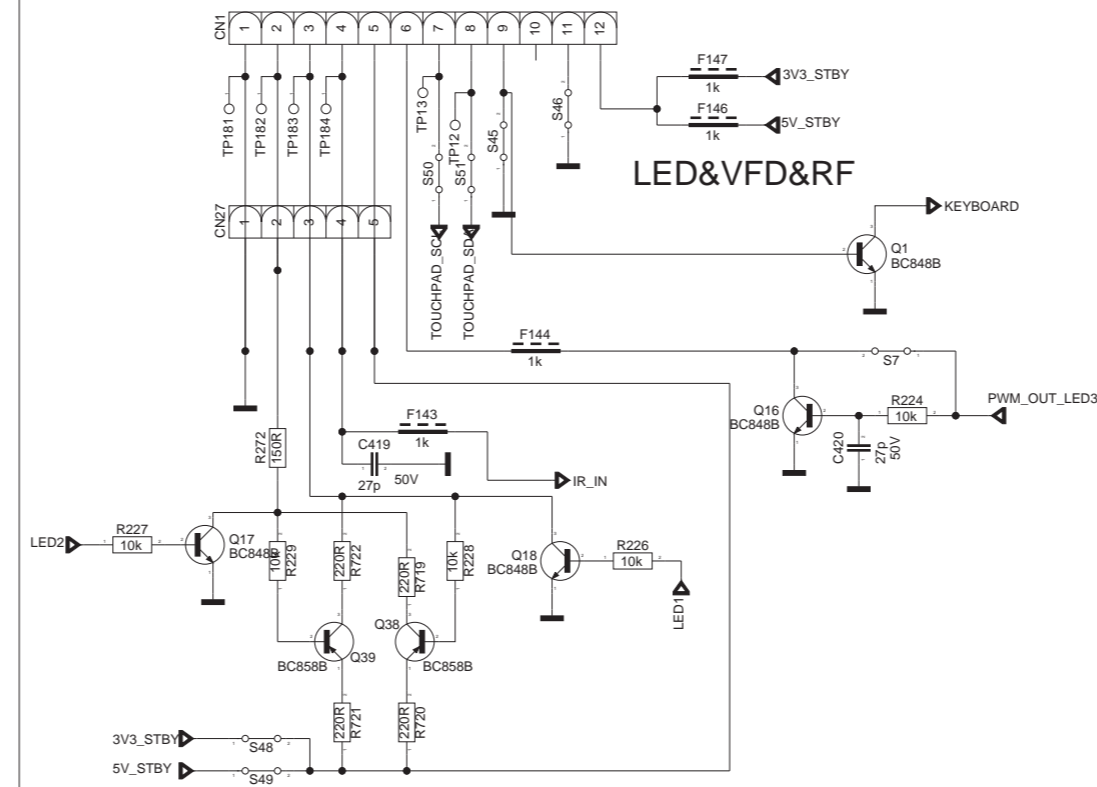 CN1
1 2 3 4 5 6 7 8 9 10 11 12
F147
1k
3V3_STBY
F146
1k
5V_STBY
TP181
TP182
TP183
TP184
TP13
S50
TP12
S51
S45
S46
LED&VFD&RF
CN27
1 2 3 4 5
KEYBOARD
Q1
BC848B
TOUCHPAD_SCL
TOUCHPAD_SDA
F144
1k
S7
Q16
BC848B
R224
10k
PWM_OUT_LED3
C420
27p
50V
F143
1k
R272
150R
C419
27p
50V
IR_IN
LED2
R227
10k
Q17
BC848B
10k
R229
220R
R722
220R
R719
10k
R228
Q18
BC848B
R226
10k
LED1
Q39
BC858B
Q38
BC858B
220R
R721
220R
R720
3V3_STBY
S48
5V_STBY
S49